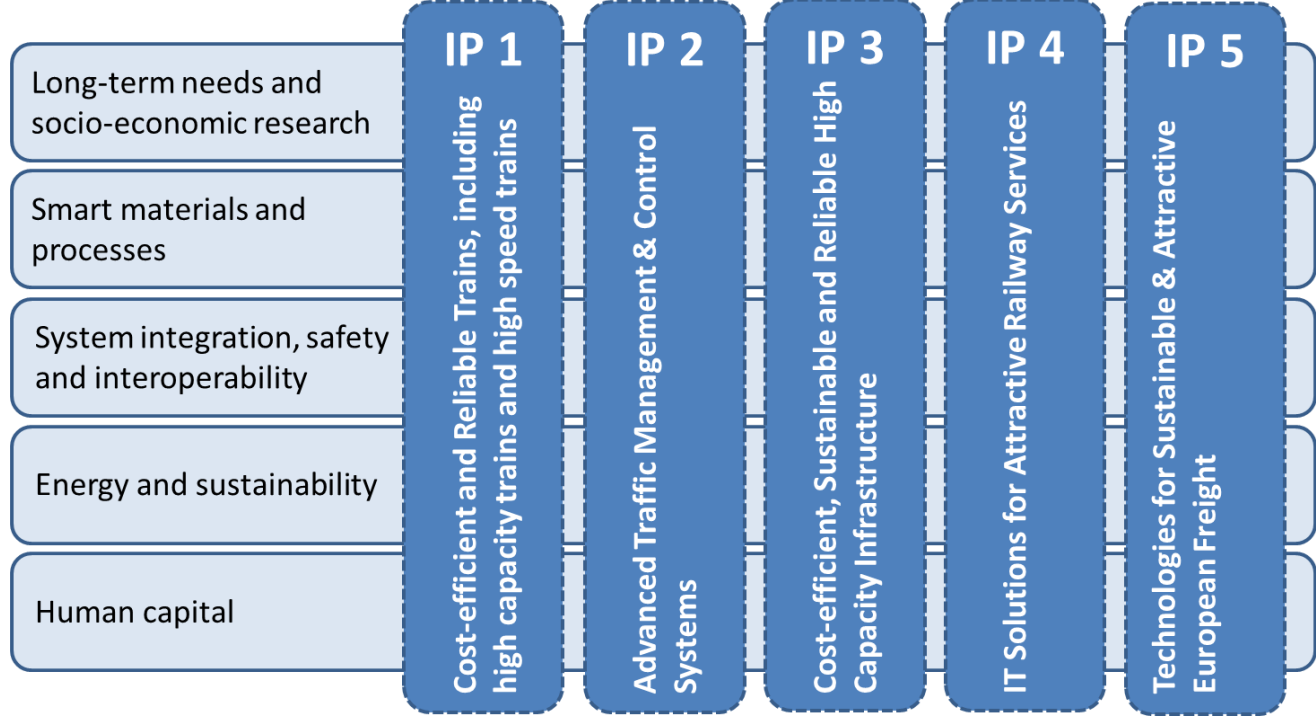 Long-term needs and
socio-economic research
Smart materials and
processes
System integration, safety
and interoperability
Energy and sustainability
Human capital
IP 1
Cost-efficient and Reliable Trains, including
high capacity trains and high speed trains
IP 2
Advanced Traffic Management & Control
Systems
IP 3
Cost-efficient, Sustainable and Reliable High
Capacity Infrastructure
IP 4
IT Solutions for Attractive Railway Services
IP 5
Technologies for Sustainable & Attractive
European Freight